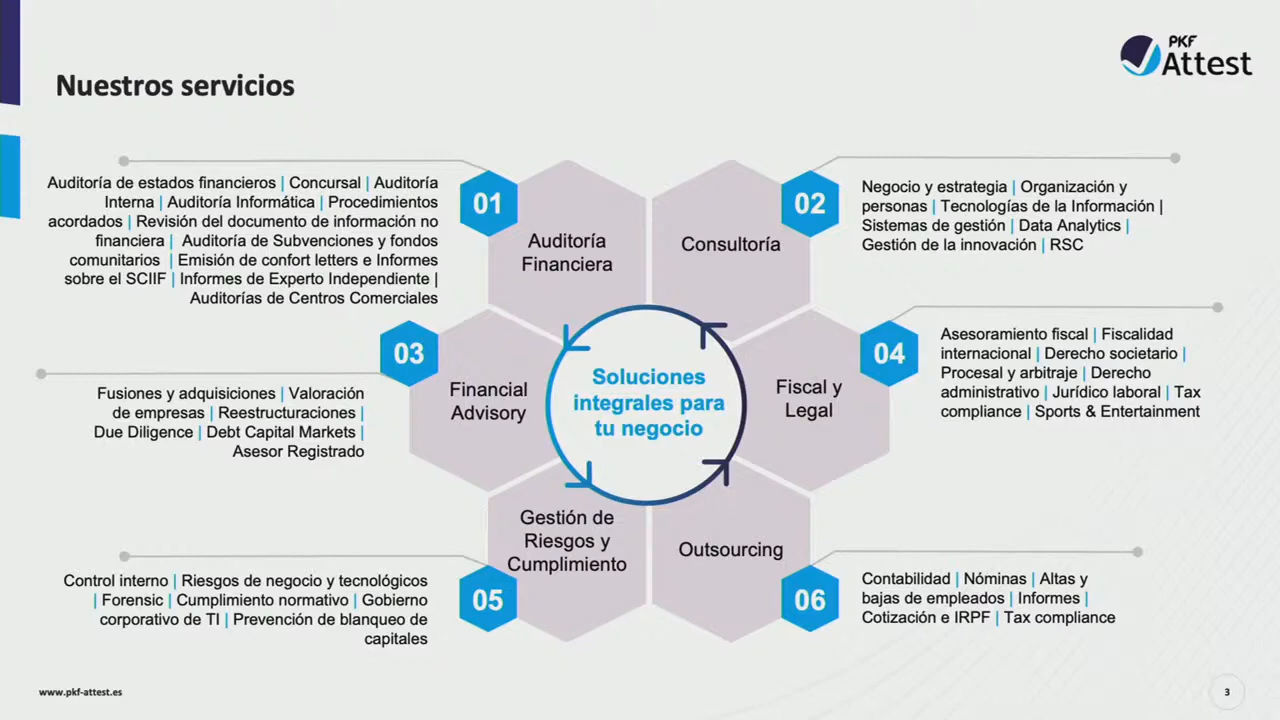 PKF
Attest
Nuestros servicios
Auditoría de estados financieros | Concursal | Auditoría
Interna | Auditoría Informática | Procedimientos
acordados | Revisión del documento de información no
financiera | Auditoría de Subvenciones y fondos
comunitarios | Emisión de confort letters e Informes
sobre el SCIIF | Informes de Experto Independiente |
Auditorías de Centros Comerciales
01
Auditoría
Financiera
Consultoría
02
Negocio y estrategia | Organización y
personas | Tecnologías de la Información |
Sistemas de gestión | Data Analytics |
Gestión de la innovación | RSC
03
Financial
Advisory
Fusiones y adquisiciones | Valoración
de empresas | Reestructuraciones |
Due Diligence | Debt Capital Markets |
Asesor Registrado
Soluciones
integrales para
tu negocio
Fiscal y
Legal
04
Asesoramiento fiscal | Fiscalidad
internacional | Derecho societario |
Procesal y arbitraje | Derecho
administrativo | Jurídico laboral | Tax
compliance | Sports & Entertainment
Gestión de
Riesgos y
Cumplimiento
05
Control interno | Riesgos de negocio y tecnológicos
| Forensic | Cumplimiento normativo | Gobierno
corporativo de TI | Prevención de blanqueo de
capitales
Outsourcing
06
Contabilidad | Nóminas | Altas y
bajas de empleados | Informes |
Cotización e IRPF | Tax compliance
www.pkf-attest.es
3